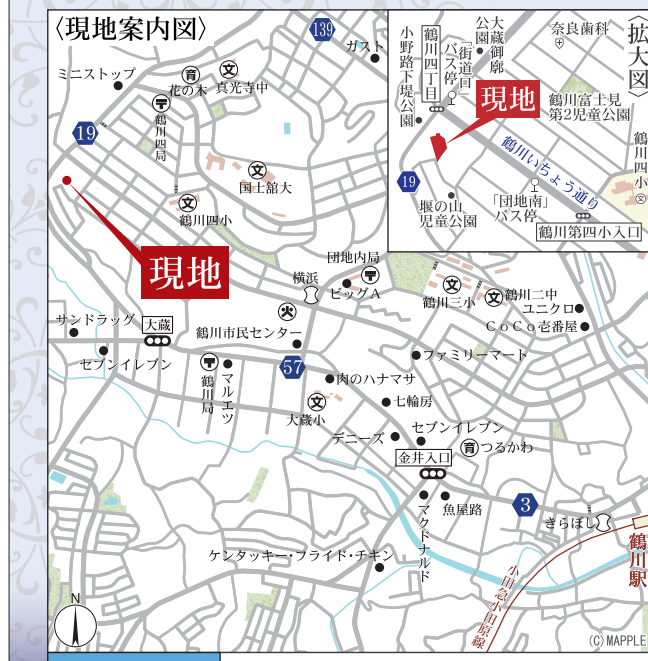 〈現地案内図〉
139
ガスト
ミニストップ
育
花の木
文
真光寺中
鶴川四局
19
文
国士舘大
文
鶴川四小
現地
団地内局
横浜
ビッグA
文
鶴川三小
文
鶴川二中
ユニクロ
CoCo壱番屋
サンドラッグ
大蔵
鶴川市民センター
火
セブンイレブン
鶴川局
マルエツ
57
ファミリーマート
肉のハナマサ
文
大蔵小
七輪房
デニーズ
セブンイレブン
育
つるかわ
金井入口
マクドナルド
魚屋路
3
きらぼし
鶴川駅
ケンタッキー・フライド・チキン
小田急小田原線
N
(C)MAPPLE
〈拡大図〉
奈良歯科
大蔵御廓
公園
「街道口」
バス停
鶴川四丁目
小野路下堤公園
現地
鶴川富士見
第2児童公園
鶴川いちょう通り
鶴川四小
文
19
堰の山
児童公園
「団地南」
バス停
鶴川第四小入口